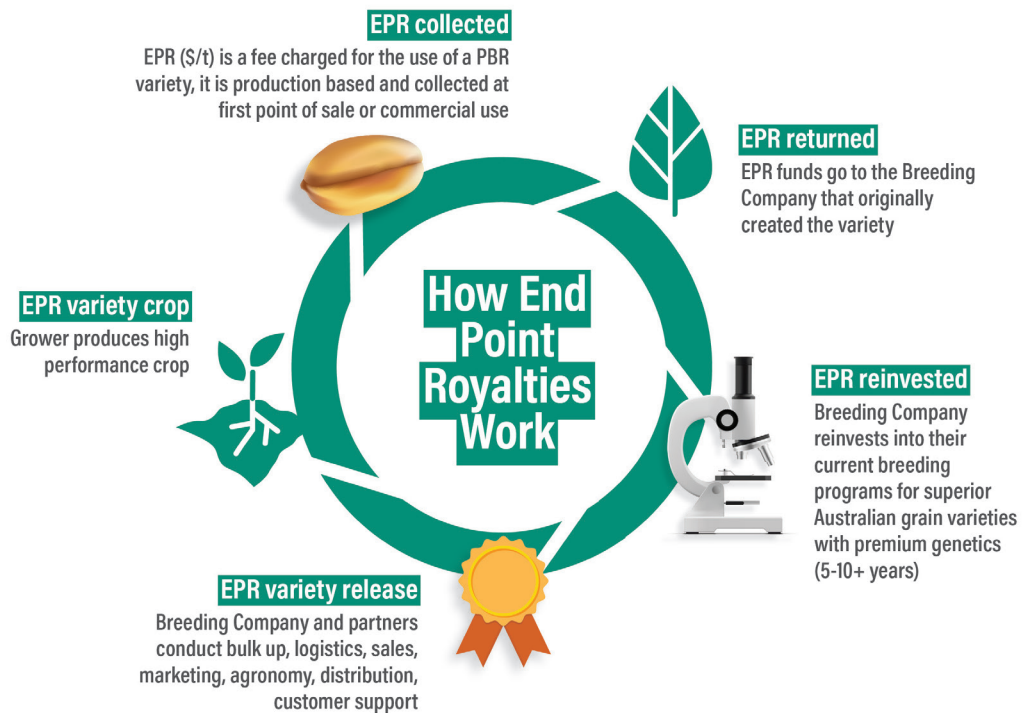 EPR collected
EPR ($/t) is a fee charged for the use of a PBR
variety, it is production based and collected at
first point of sale or commercial use
EPR returned
EPR funds go to the Breeding
Company that originally
created the variety
How End
Point
Royalties
Work
EPR variety crop
Grower produces high
performance crop
EPR reinvested
Breeding Company
reinvests into their
current breeding
programs for superior
Australian grain varieties
with premium genetics
(5-10+ years)
EPR variety release
Breeding Company and partners
conduct bulk up, logistics, sales,
marketing, agronomy, distribution,
customer support